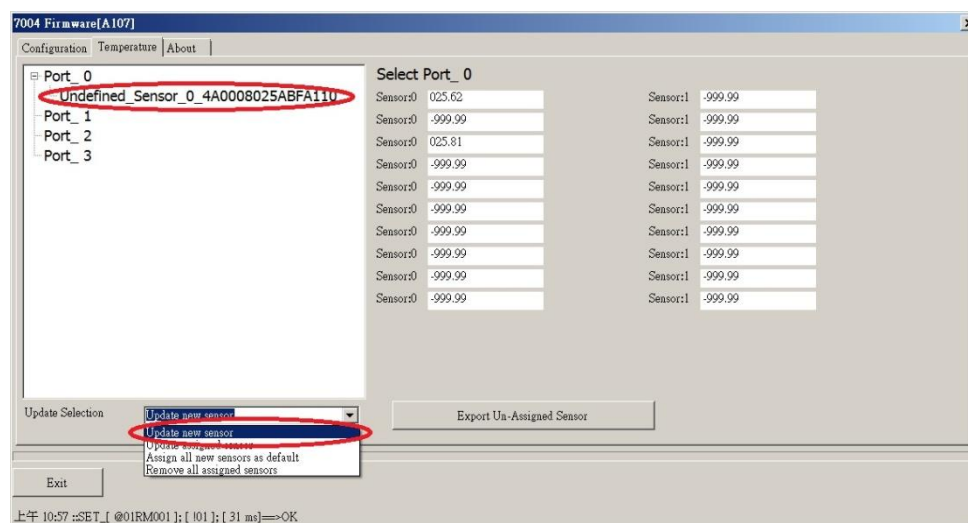 7004 Firmware[A107]
Configuration Temperature About
Port_ 0
Undefined_Sensor_0_4A0008025ABFA110
Port_ 1
Port_ 2
Port_ 3
Select Port_ 0
Sensor:0 025.62 Sensor:1 -999.99
Sensor:0 -999.99 Sensor:1 -999.99
Sensor:0 025.81 Sensor:1 -999.99
Sensor:0 -999.99 Sensor:1 -999.99
Sensor:0 -999.99 Sensor:1 -999.99
Sensor:0 -999.99 Sensor:1 -999.99
Sensor:0 -999.99 Sensor:1 -999.99
Sensor:0 -999.99 Sensor:1 -999.99
Sensor:0 -999.99 Sensor:1 -999.99
Sensor:0 -999.99 Sensor:1 -999.99
Update Selection Update new sensor Export Un-Assigned Sensor
Update new sensor
Update assigned sensor
Assign all new sensors as default
Remove all assigned sensors
Exit
上午 10:57 ::SET_[ @01RM001 ]; [ !01 ]; [ 31 ms]==>OK